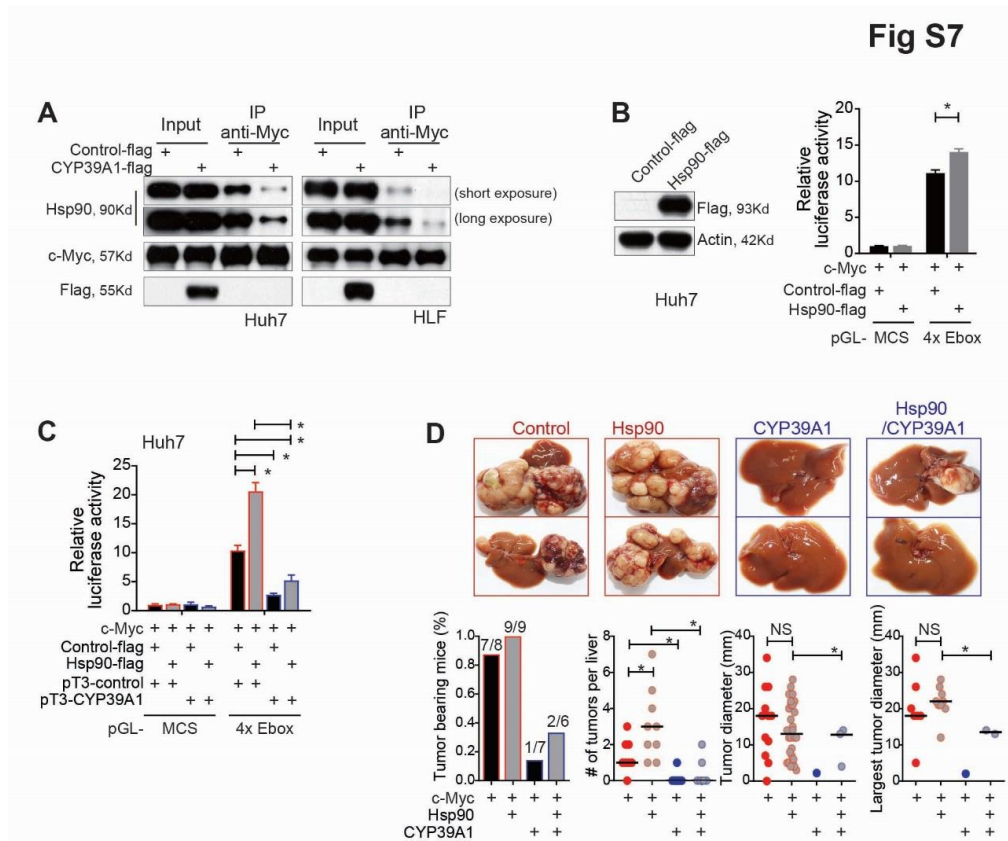 Fig S7
A
Input
IP
anti-Myc
Input
IP
anti-Myc
Control-flag + + + +
CYP39A1-flag + + + +
Hsp90, 90Kd
(short exposure)
(long exposure)
c-Myc, 57Kd
Flag, 55Kd
Huh7
HLF
B
Control-flag
Hsp90-flag
Flag, 93Kd
Actin, 42Kd
Huh7
Relative
luciferase activity
20
15
10
5
0
*
c-Myc + + + +
Control-flag + +
Hsp90-flag + +
pGL- MCS 4x Ebox
C
Huh7
Relative
luciferase activity
25
20
15
10
5
0
*
*
*
*
c-Myc + + + + + + + +
Control-flag + + + +
Hsp90-flag + + + +
pT3-control + + + +
pT3-CYP39A1 + + + +
pGL- MCS 4x Ebox
D
Control
Hsp90
CYP39A1
Hsp90
/CYP39A1
Tumor bearing mice (%)
1.0
0.8
0.6
0.4
0.2
0.0
7/8
9/9
1/7
2/6
# of tumors per liver
8
6
4
2
0
*
*
*
Tumor diameter (mm)
40
30
20
10
0
NS
*
Largest tumor diameter (mm)
40
30
20
10
0
NS
*
c-Myc + + + + + + + + + + + + + + + +
Hsp90 + + + + + + + +
CYP39A1 + + + + + + + +